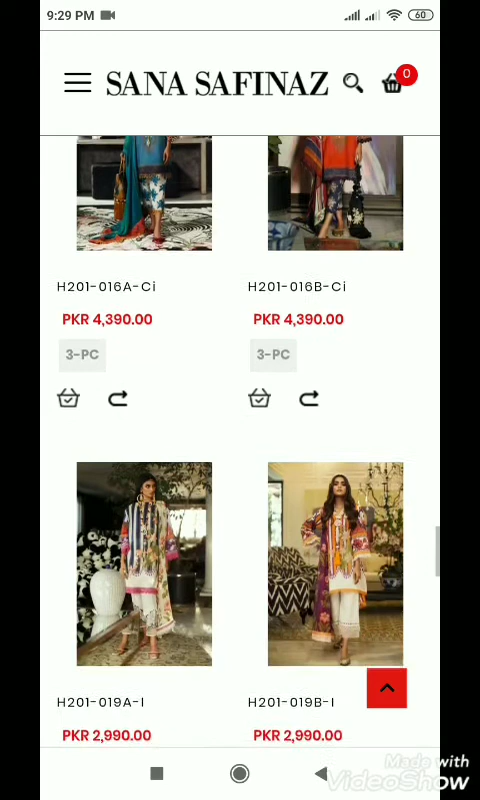 9:29 PM
60
SANA SAFINAZ
0
H201-016A-Ci
H201-016B-Ci
PKR 4,390.00
PKR 4,390.00
3-PC
3-PC
H201-019A-I
H201-019B-I
PKR 2,990.00
PKR 2,990.00
Made with
VideoShow